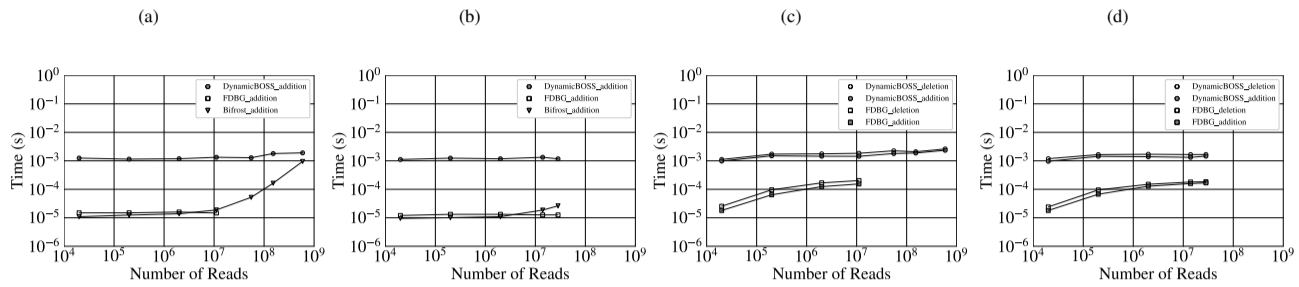 (a)
10^0
10^-1
10^-2
10^-3
10^-4
10^-5
10^-6
Time (s)
DynamicBOSS_addition
FDBG_addition
Bifrost_addition
10^4 10^5 10^6 10^7 10^8 10^9
Number of Reads
(b)
10^0
10^-1
10^-2
10^-3
10^-4
10^-5
10^-6
Time (s)
DynamicBOSS_addition
FDBG_addition
Bifrost_addition
10^4 10^5 10^6 10^7 10^8 10^9
Number of Reads
(c)
10^0
10^-1
10^-2
10^-3
10^-4
10^-5
10^-6
Time (s)
DynamicBOSS_deletion
DynamicBOSS_addition
FDBG_deletion
FDBG_addition
10^4 10^5 10^6 10^7 10^8 10^9
Number of Reads
(d)
10^0
10^-1
10^-2
10^-3
10^-4
10^-5
10^-6
Time (s)
DynamicBOSS_deletion
DynamicBOSS_addition
FDBG_deletion
FDBG_addition
10^4 10^5 10^6 10^7 10^8 10^9
Number of Reads